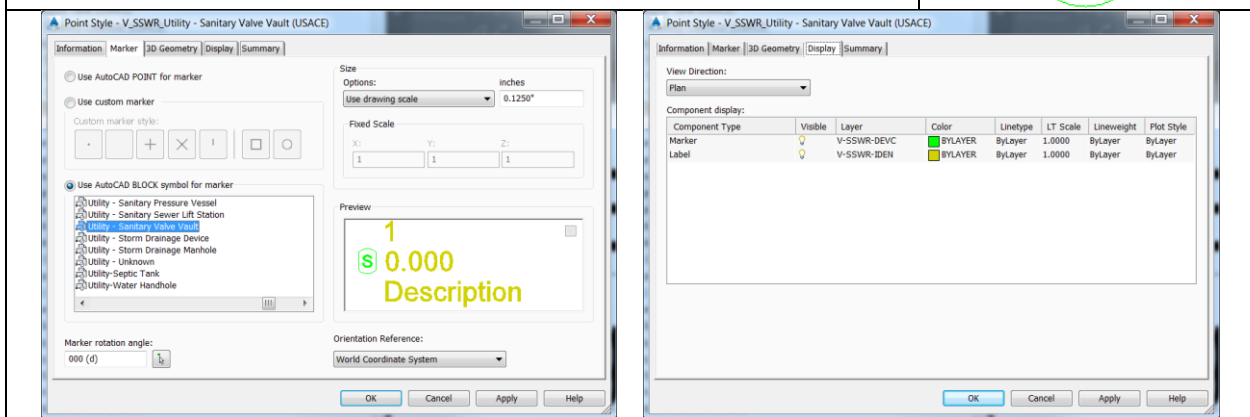 Point Style - V_SSWR_Utility - Sanitary Valve Vault (USACE)
Information Marker 3D Geometry Display Summary
Use AutoCAD POINT for marker
Use custom marker
Custom marker style:
Use AutoCAD BLOCK symbol for marker
Utility - Sanitary Pressure Vessel
Utility - Sanitary Sewer Lift Station
Utility - Sanitary Valve Vault
Utility - Storm Drainage Device
Utility - Storm Drainage Manhole
Utility - Unknown
Utility-Septic Tank
Utility-Water Handhole
Marker rotation angle:
000 (d)
Size
Options: inches
Use drawing scale 0.1250"
Fixed Scale
X: Y: Z:
1 1 1
Preview
1
S 0.000
Description
Orientation Reference:
World Coordinate System
OK Cancel Apply Help
Point Style - V_SSWR_Utility - Sanitary Valve Vault (USACE)
Information Marker 3D Geometry Display Summary
View Direction:
Plan
Component display:
Component Type Visible Layer Color Linetype LT Scale Lineweight Plot Style
Marker V-SSWR-DEVC BYLAYER ByLayer 1.0000 ByLayer ByLayer
Label V-SSWR-IDEN BYLAYER ByLayer 1.0000 ByLayer ByLayer
OK Cancel Apply Help